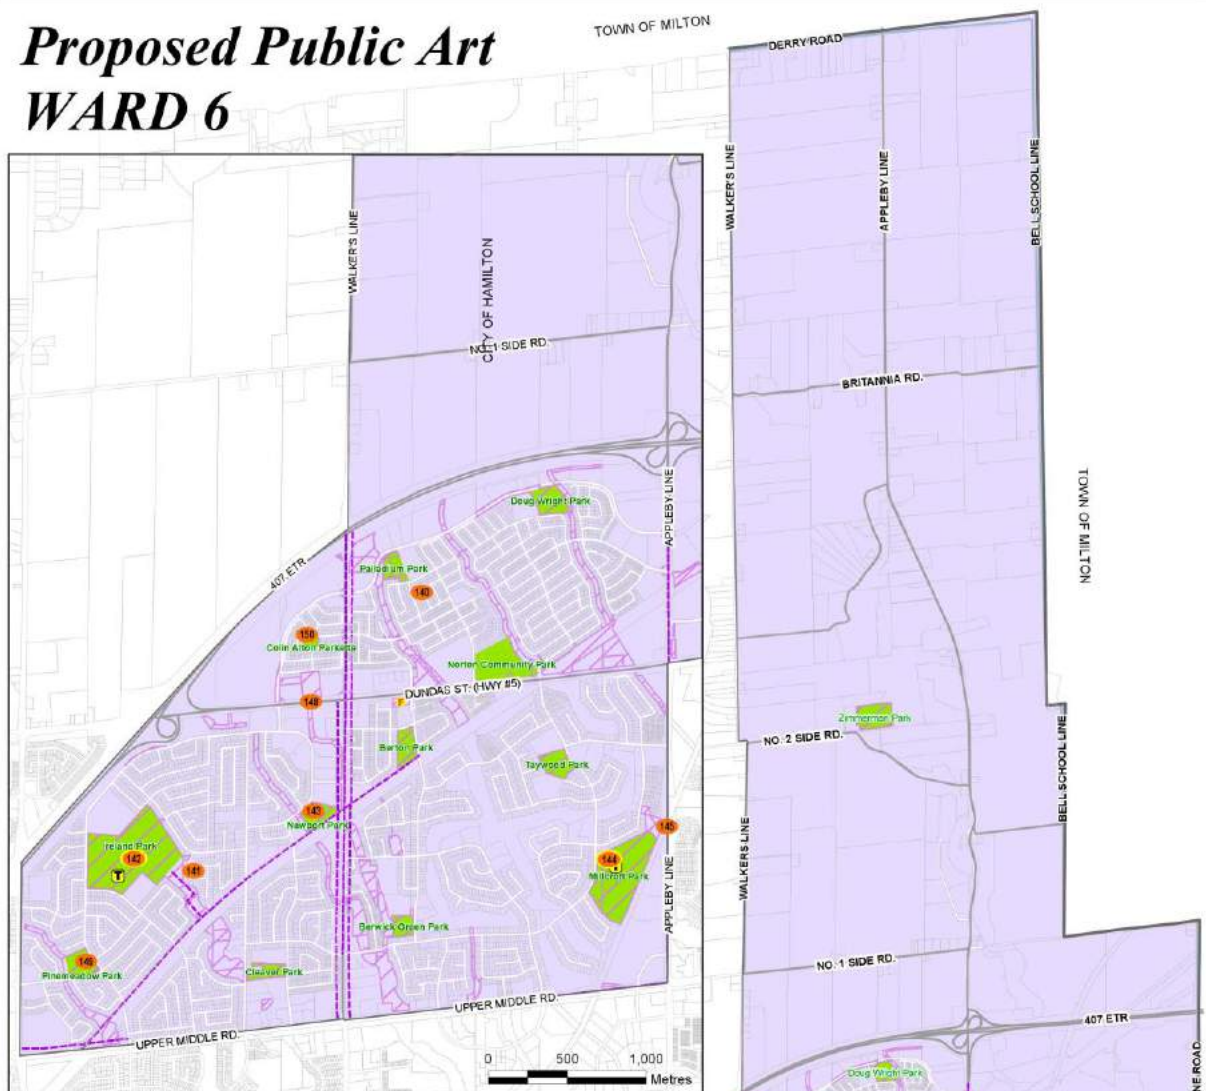 Proposed Public Art
WARD 6
TOWN OF MILTON
DERRY ROAD
WALKER'S LINE
APPLEBY LINE
BELL SCHOOL LINE
BRITANNIA RD.
TOWN OF MILTON
Zimmerman Park
NO. 2 SIDE RD.
BELL SCHOOL LINE
WALKERS LINE
NO. 1 SIDE RD.
407 ETR
Doug Wright Park
WALKER'S LINE
CITY OF HAMILTON
NO. 1 SIDE RD.
Doug Wright Park
APPLEBY LINE
407 ETR
Palladium Park
140
150
Colin Alton Parkette
Norton Community Park
DUNDAS ST. (HWY #5)
148
Berton Park
Taywood Park
143
Newport Park
145
Ireland Park
142
T
141
144
Millcroft Park
APPLEBY LINE
Berwick Green Park
Pinemeadow Park
Cleaver Park
UPPER MIDDLE RD.
UPPER MIDDLE RD.
0 500 1,000
Metres